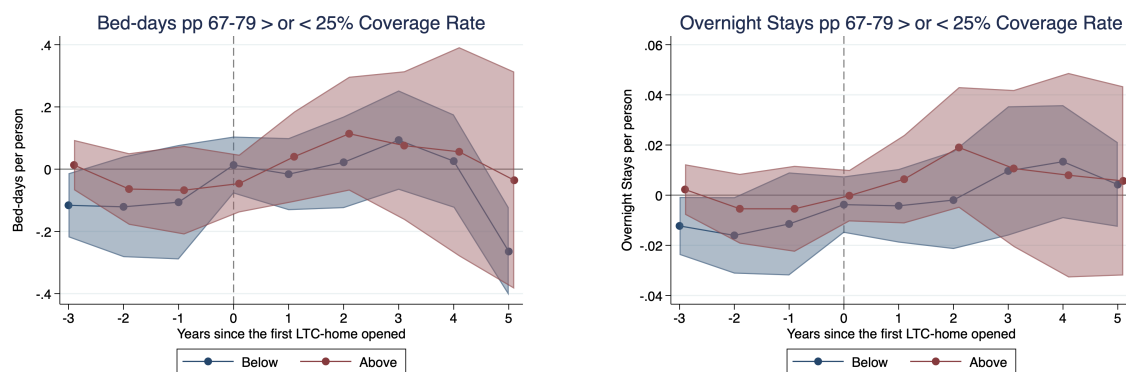 Bed-days pp 67-79 > or < 25% Coverage Rate
Bed-days per person
.4
.2
0
-.2
-.4
-3 -2 -1 0 1 2 3 4 5
Years since the first LTC-home opened
Below Above
Overnight Stays pp 67-79 > or < 25% Coverage Rate
Overnight Stays per person
.06
.04
.02
0
-.02
-.04
-3 -2 -1 0 1 2 3 4 5
Years since the first LTC-home opened
Below Above